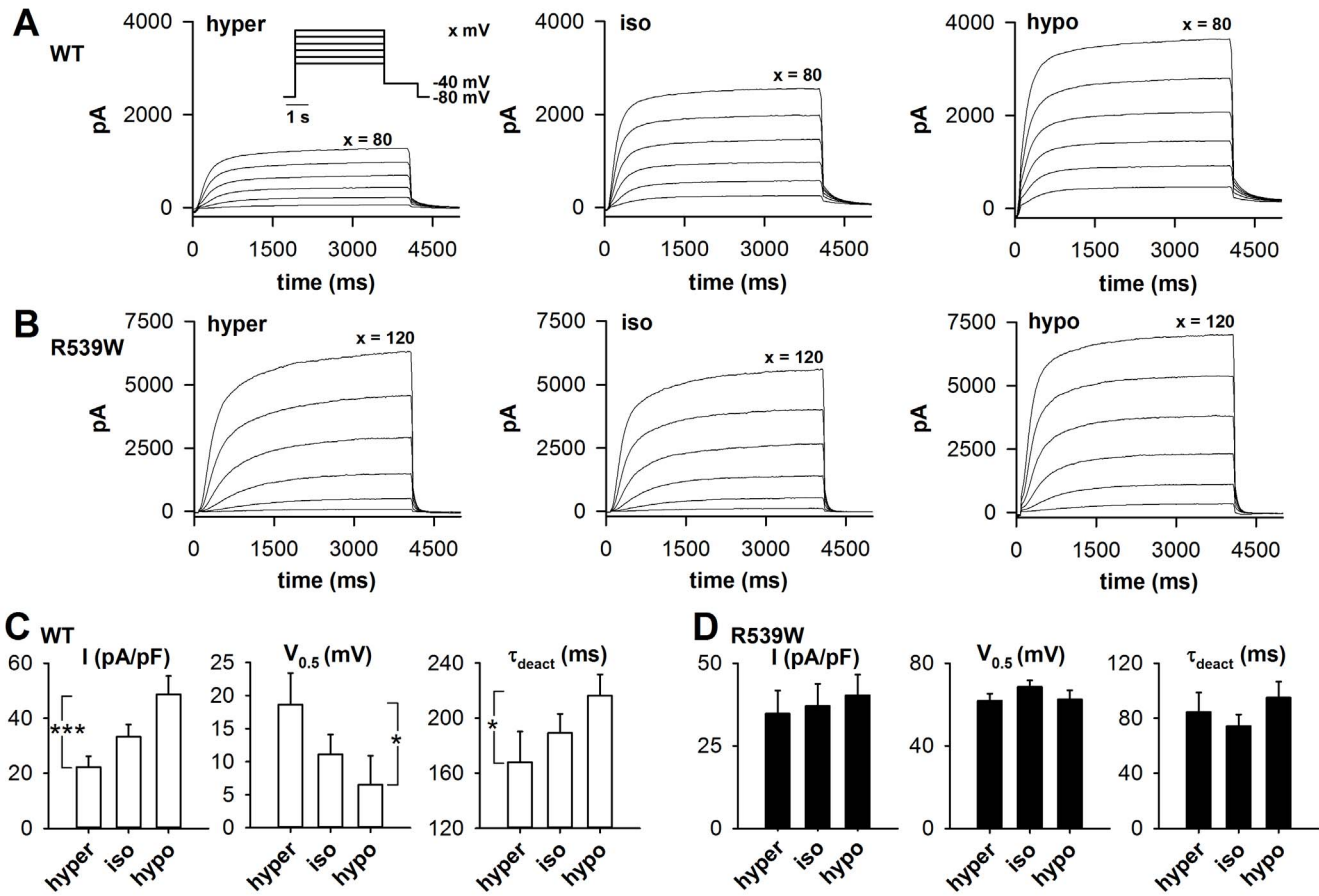 A
WT
hyper
x mV
-40 mV
-80 mV
1 s
x = 80
pA
4000
2000
0
0 1500 3000 4500
time (ms)
iso
x = 80
pA
4000
2000
0
0 1500 3000 4500
time (ms)
hypo
x = 80
pA
4000
2000
0
0 1500 3000 4500
time (ms)
B
R539W
hyper
x = 120
pA
7500
5000
2500
0
0 1500 3000 4500
time (ms)
iso
x = 120
pA
7500
5000
2500
0
0 1500 3000 4500
time (ms)
hypo
x = 120
pA
7500
5000
2500
0
0 1500 3000 4500
time (ms)
C
WT
I (pA/pF)
60
40
20
0
***
hyper iso hypo
V0.5 (mV)
25
20
15
10
5
0
*
hyper iso hypo
τdeact (ms)
240
200
160
120
*
hyper iso hypo
D
R539W
I (pA/pF)
50
25
0
hyper iso hypo
V0.5 (mV)
80
60
40
20
0
hyper iso hypo
τdeact (ms)
120
80
40
0
hyper iso hypo